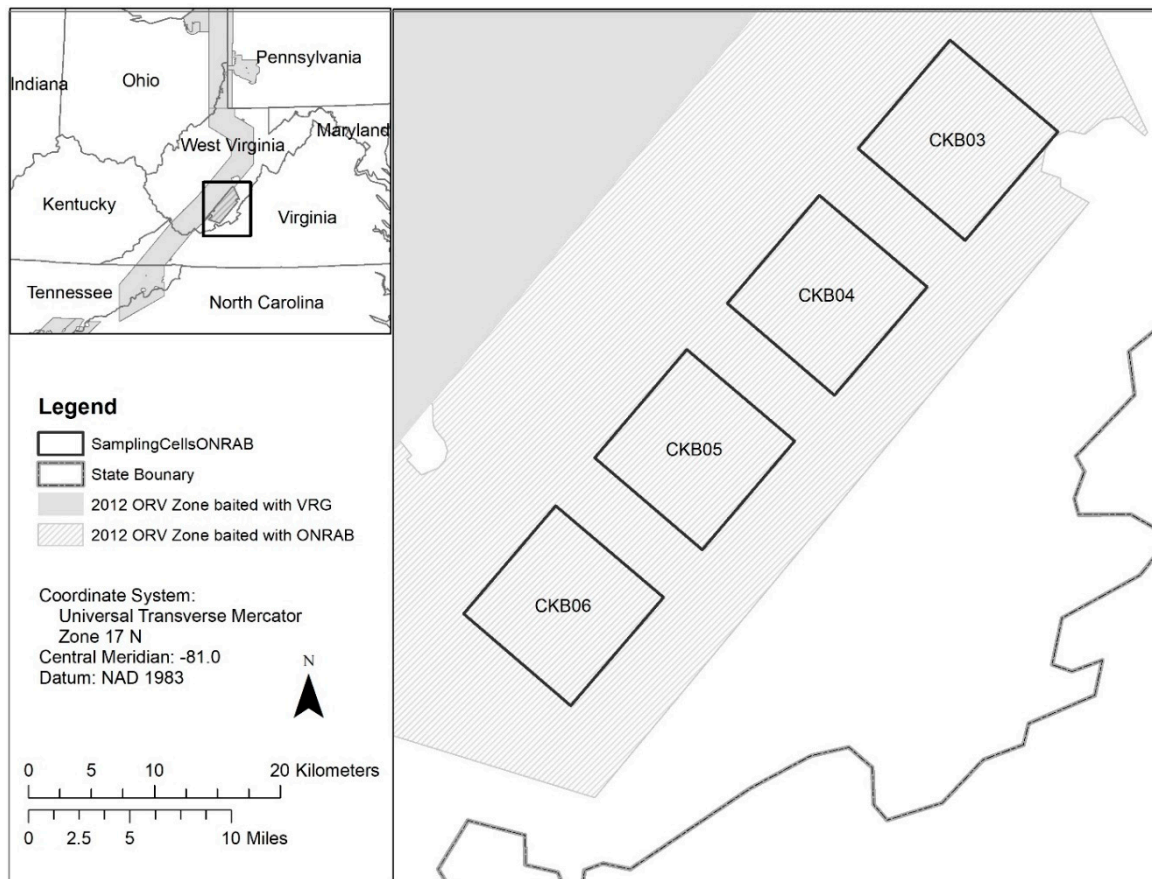 Pennsylvania
Indiana
Ohio
Maryland
West Virginia
Kentucky
Virginia
Tennessee
North Carolina
Legend
SamplingCellsONRAB
State Bounary
2012 ORV Zone baited with VRG
2012 ORV Zone baited with ONRAB
Coordinate System:
Universal Transverse Mercator
Zone 17 N
Central Meridian: -81.0
Datum: NAD 1983
N
0 5 10 20 Kilometers
0 2.5 5 10 Miles
CKB03
CKB04
CKB05
CKB06